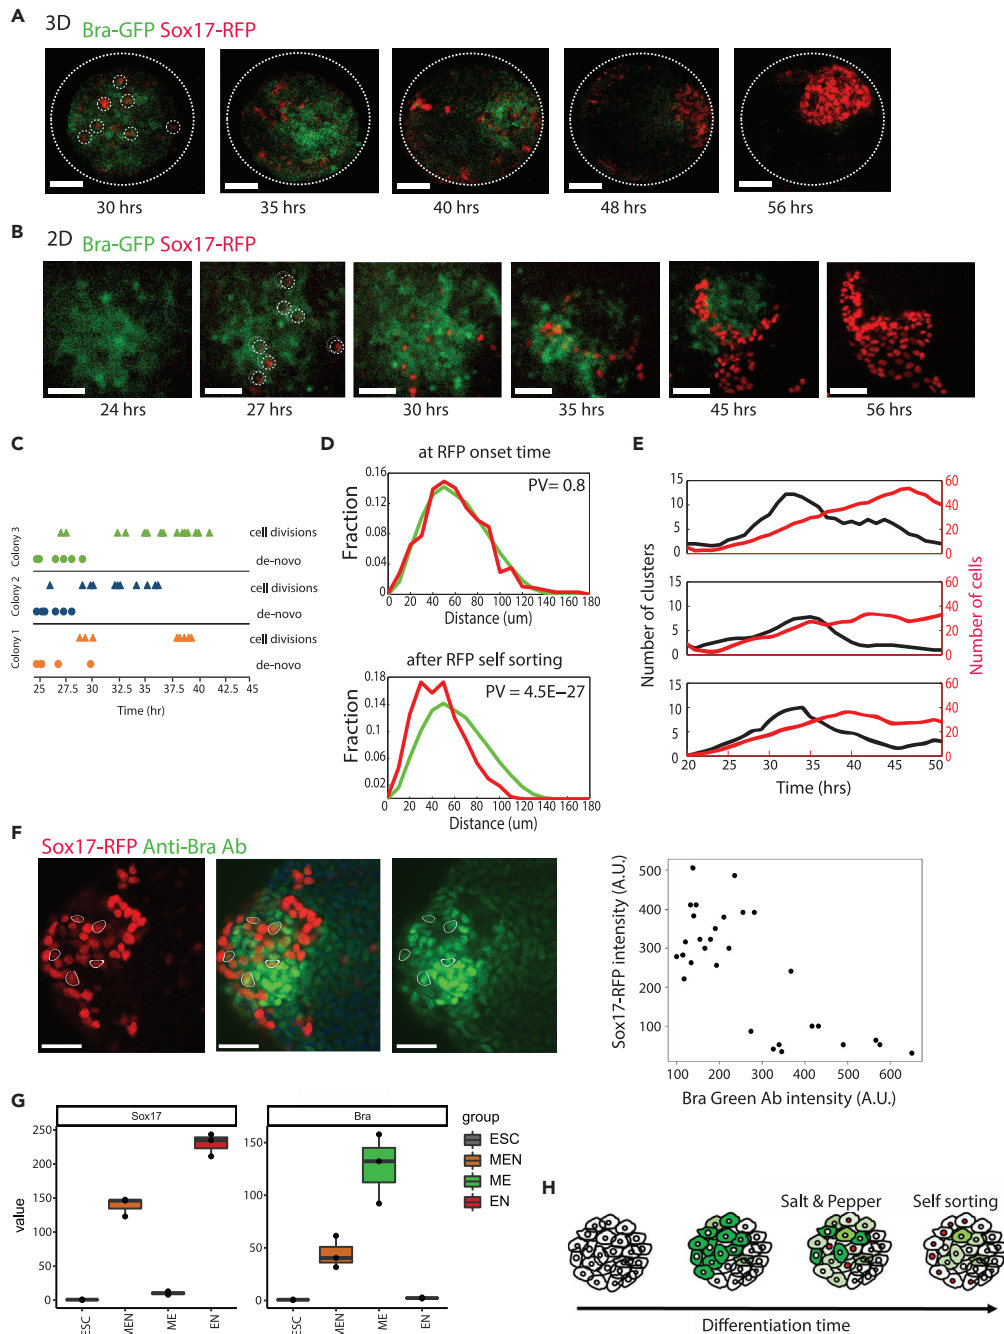 A
3D Bra-GFP Sox17-RFP
30 hrs
35 hrs
40 hrs
48 hrs
56 hrs
B
2D Bra-GFP Sox17-RFP
24 hrs
27 hrs
30 hrs
35 hrs
45 hrs
56 hrs
C
Colony 3
cell divisions
de-novo
Colony 2
cell divisions
de-novo
Colony 1
cell divisions
de-novo
25 27.5 30 32.5 35 37.5 40 42.5 45
Time (hr)
D
at RFP onset time
PV= 0.8
Fraction
0.16
0.12
0.08
0.04
0
0 20 40 60 80 100 120 140 160 180
Distance (um)
after RFP self sorting
PV = 4.5E−27
Fraction
0.18
0.14
0.1
0.06
0.02
0 20 40 60 80 100 120 140 160 180
Distance (um)
E
15
10
5
0
60
40
20
0
15
10
5
0
60
40
20
0
15
10
5
0
60
40
20
0
Number of clusters
Number of cells
20 25 30 35 40 45 50
Time (hrs)
F
Sox17-RFP Anti-Bra Ab
Sox17-RFP intensity (A.U.)
500
400
300
200
100
100 200 300 400 500 600
Bra Green Ab intensity (A.U.)
G
Sox17
Bra
value
250
200
150
100
50
0
150
100
50
0
ESC
MEN
ME
EN
ESC
MEN
ME
EN
group
ESC
MEN
ME
EN
H
Salt & Pepper
Self sorting
Differentiation time